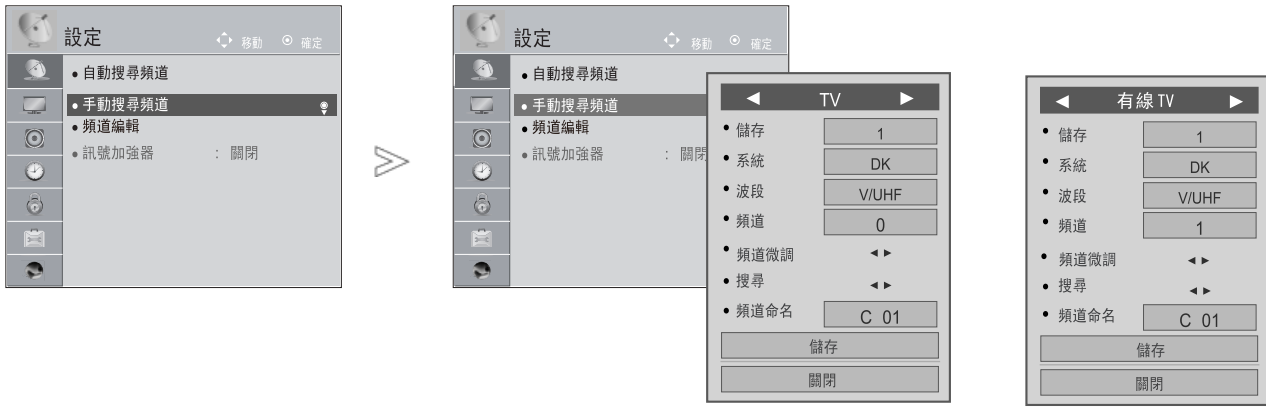 設定 移動 確定
• 自動搜尋頻道
• 手動搜尋頻道
• 頻道編輯
• 訊號加強器 : 關閉
設定 移動 確定
• 自動搜尋頻道
• 手動搜尋頻道
• 頻道編輯
• 訊號加強器 : 關閉
◀ TV ▶
• 儲存 1
• 系統 DK
• 波段 V/UHF
• 頻道 0
• 頻道微調 ◀ ▶
• 搜尋 ◀ ▶
• 頻道命名 C 01
儲存
關閉
◀ 有線 TV ▶
• 儲存 1
• 系統 DK
• 波段 V/UHF
• 頻道 1
• 頻道微調 ◀ ▶
• 搜尋 ◀ ▶
• 頻道命名 C 01
儲存
關閉